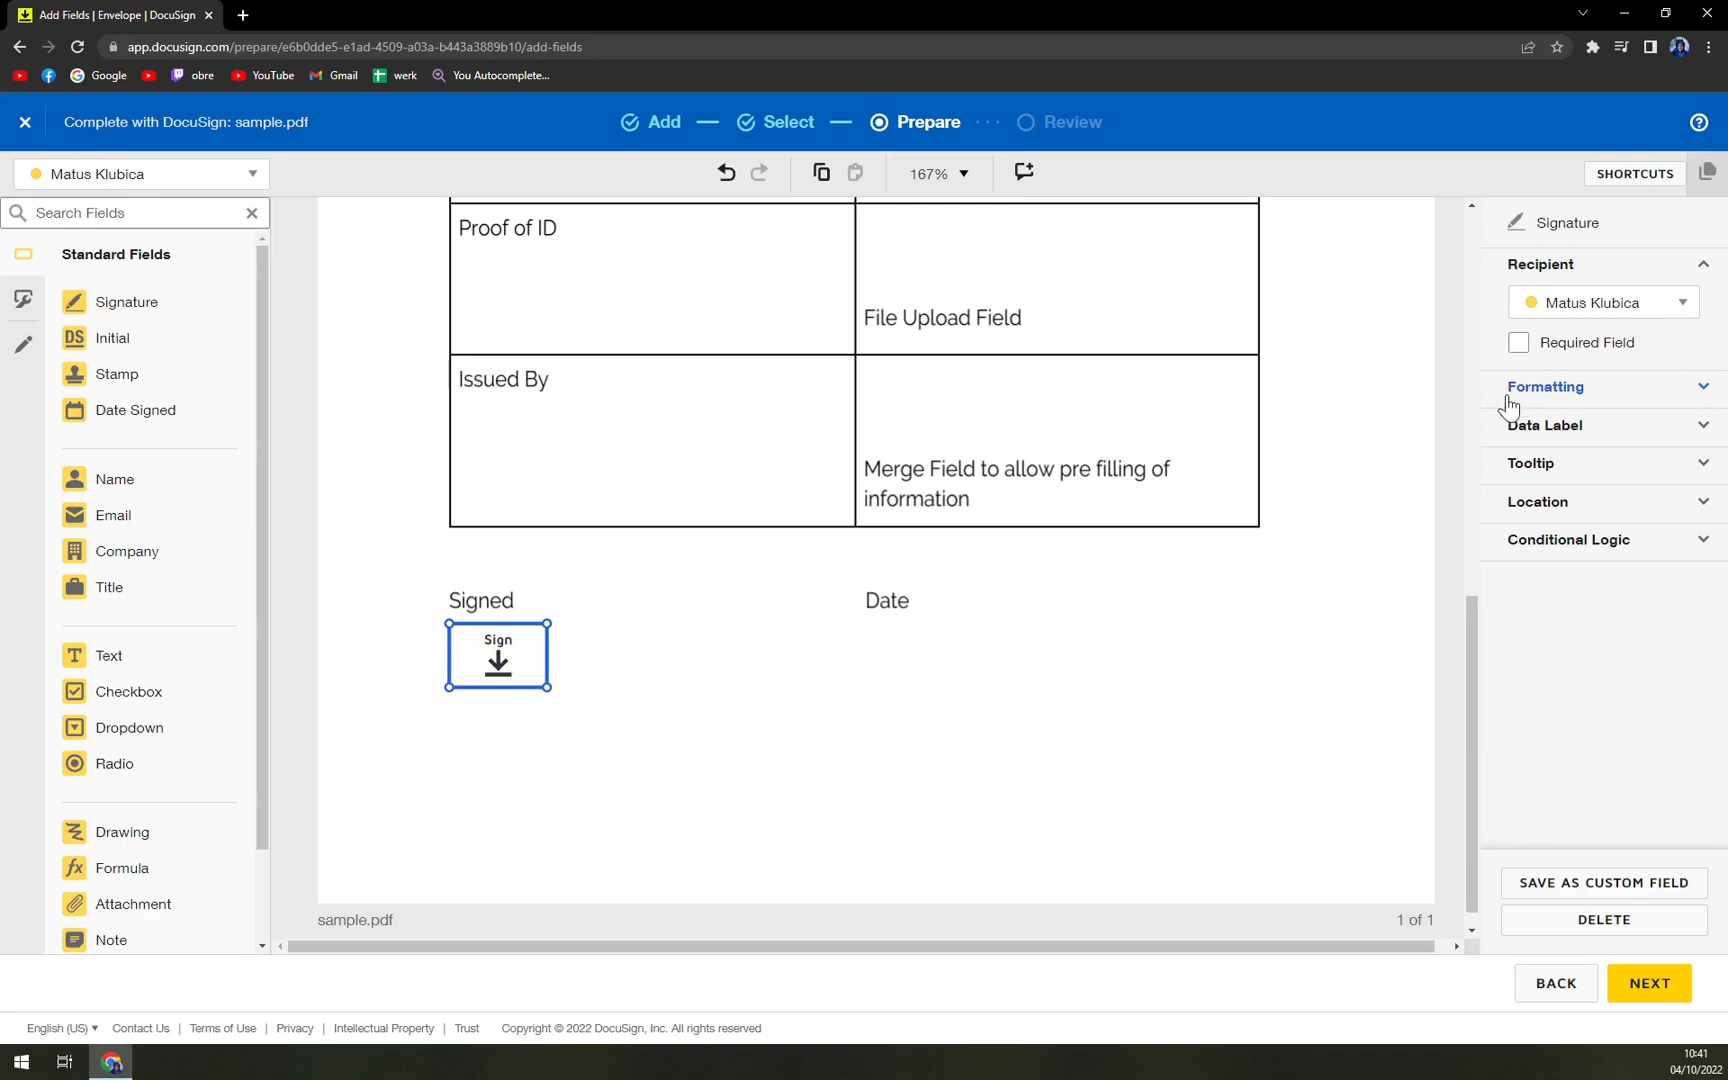 Add Fields | Envelope | DocuSign
app.docusign.com/prepare/e6b0dde5-e1ad-4509-a03a-b443a3889b10/add-fields
Google
obre
YouTube
Gmail
werk
You Autocomplete...
Complete with DocuSign: sample.pdf
Add
Select
Prepare
Review
Matus Klubica
167%
SHORTCUTS
Search Fields
Standard Fields
Signature
DS Initial
Stamp
Date Signed
Name
Email
Company
Title
T Text
Checkbox
Dropdown
Radio
Drawing
fx Formula
Attachment
Note
Proof of ID
File Upload Field
Issued By
Merge Field to allow pre filling of
information
Signed
Date
Sign
sample.pdf
1 of 1
Signature
Recipient
Matus Klubica
Required Field
Formatting
Data Label
Tooltip
Location
Conditional Logic
SAVE AS CUSTOM FIELD
DELETE
BACK
NEXT
English (US)
Contact Us | Terms of Use | Privacy | Intellectual Property | Trust
Copyright © 2022 DocuSign, Inc. All rights reserved
10:41
04/10/2022